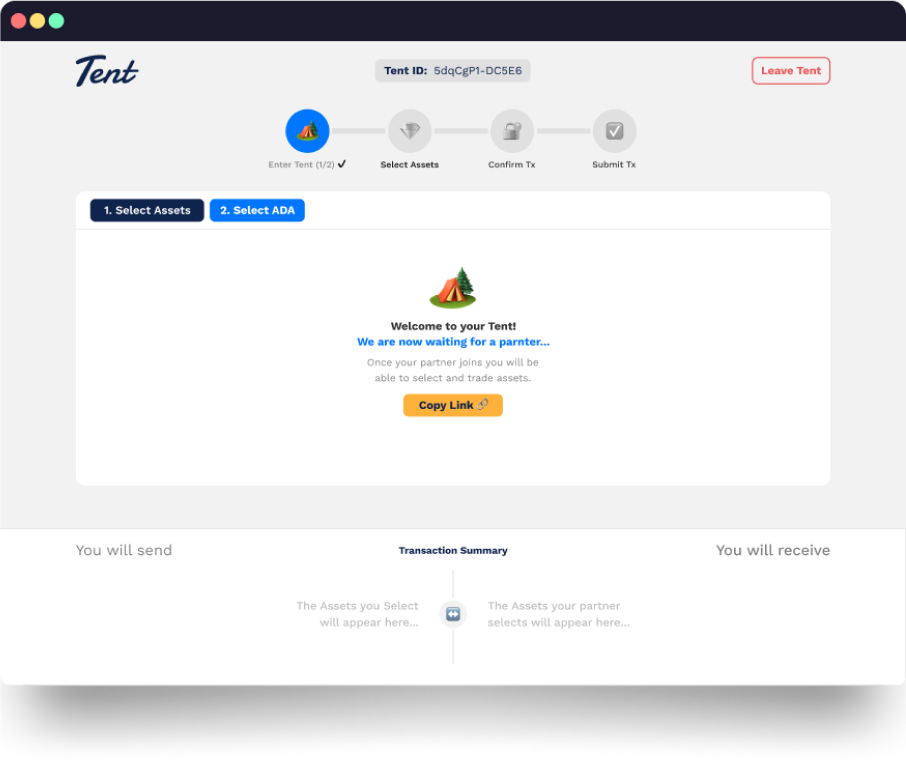 Tent
Tent ID: 5dqCgP1-DC5E6
Leave Tent
Enter Tent (1/2) ✔
Select Assets
Confirm Tx
Submit Tx
1. Select Assets
2. Select ADA
Welcome to your Tent!
We are now waiting for a parnter...
Once your partner joins you will be
able to select and trade assets.
Copy Link
You will send
Transaction Summary
You will receive
The Assets you Select
will appear here...
The Assets your partner
selects will appear here...